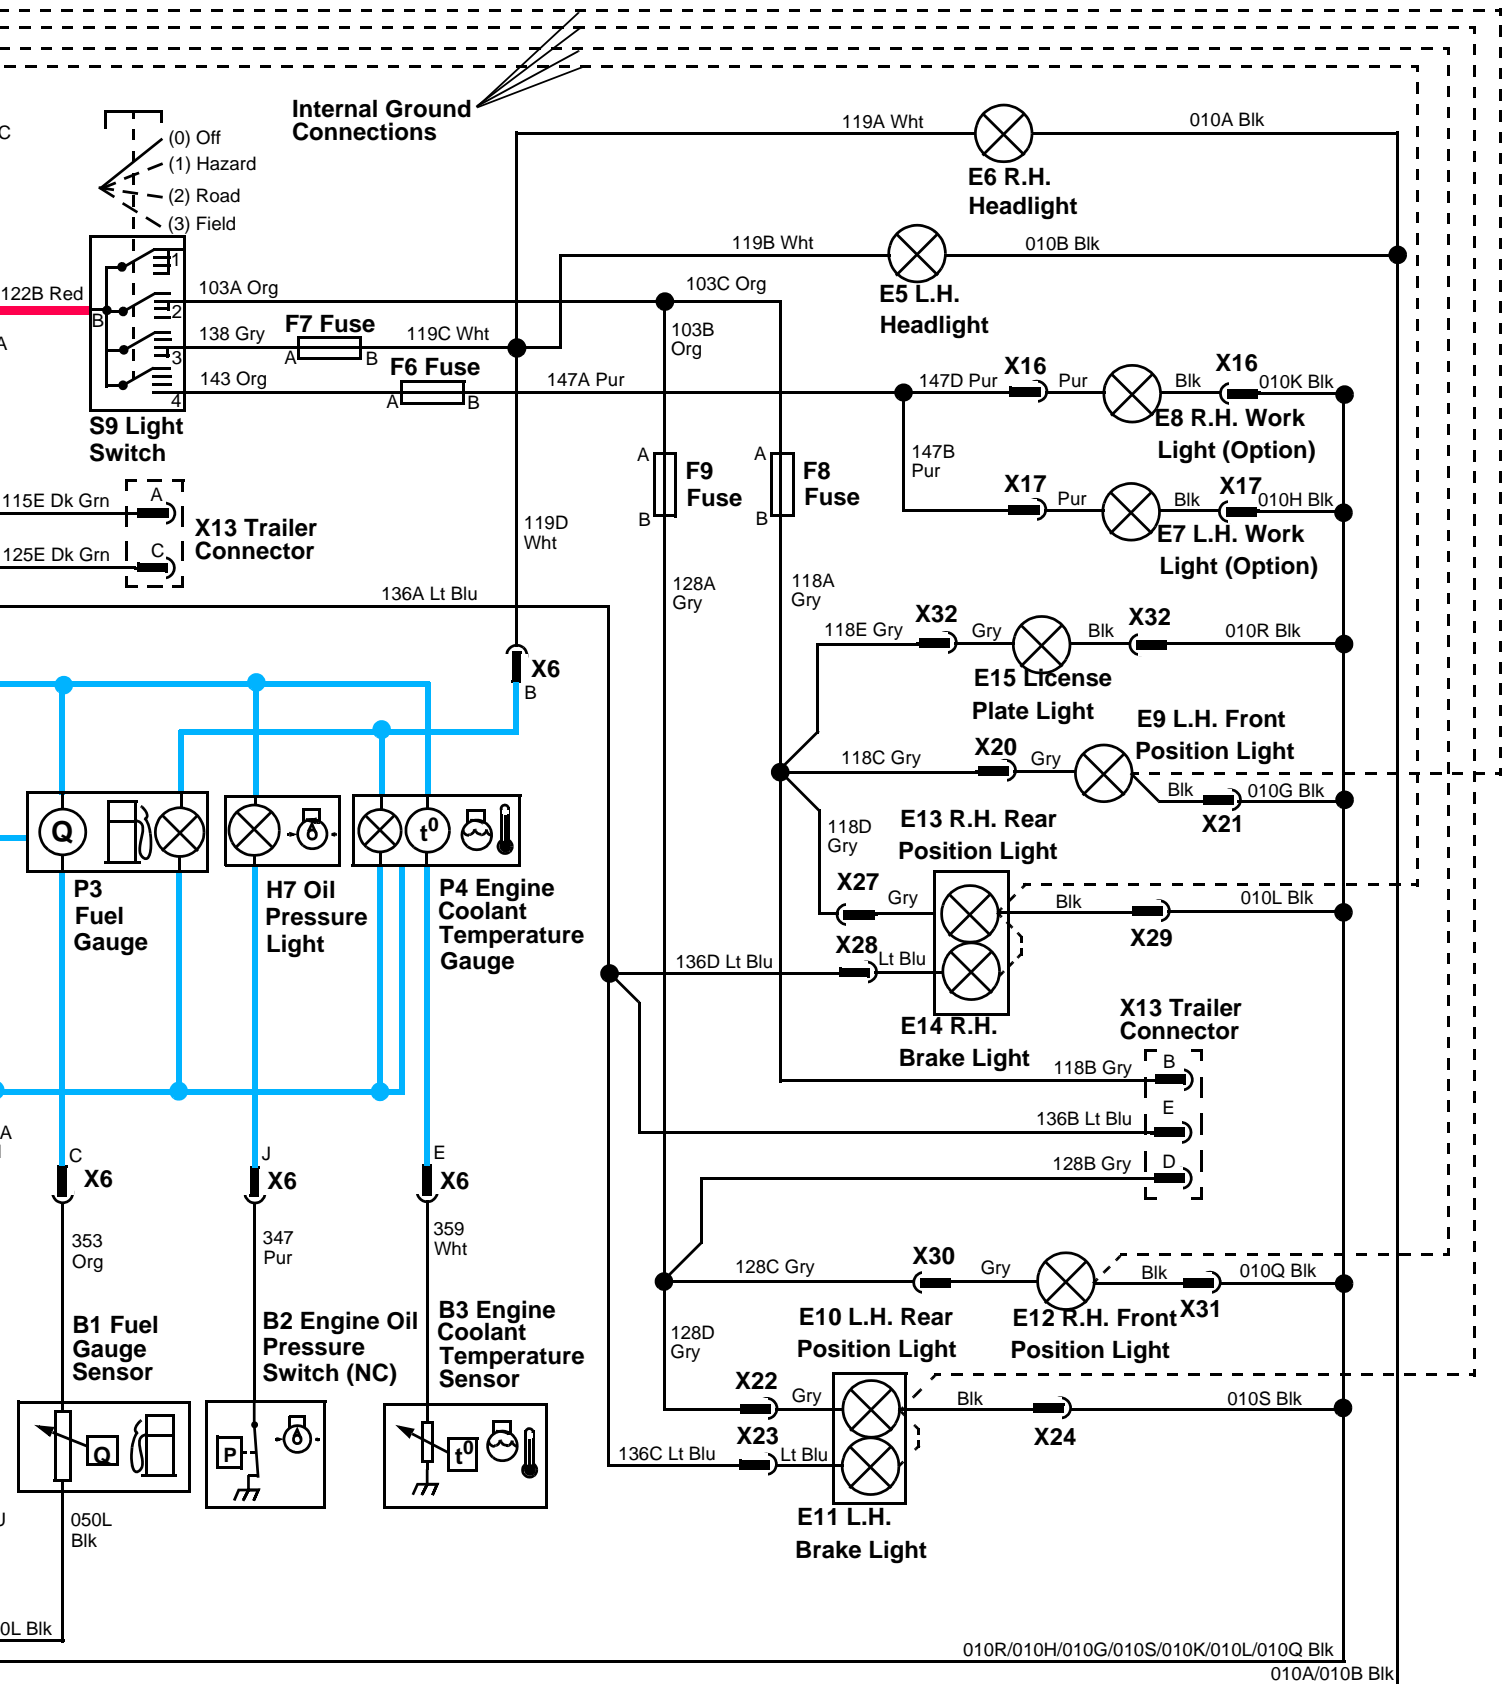 Internal Ground
Connections
C
(0) Off
(1) Hazard
(2) Road
(3) Field
119A Wht
010A Blk
E6 R.H.
Headlight
119B Wht
010B Blk
E5 L.H.
Headlight
122B Red
A
B
1
2
3
4
103A Org
103C Org
138 Gry
F7 Fuse
A
B
119C Wht
103B
Org
143 Org
F6 Fuse
A
B
147A Pur
S9 Light
Switch
147D Pur
X16
Pur
Blk
X16
010K Blk
E8 R.H. Work
Light (Option)
147B
Pur
X17
Pur
Blk
X17
010H Blk
E7 L.H. Work
Light (Option)
A
F9
Fuse
B
A
F8
Fuse
B
115E Dk Grn
A
125E Dk Grn
C
X13 Trailer
Connector
119D
Wht
136A Lt Blu
128A
Gry
118A
Gry
118E Gry
X32
Gry
Blk
X32
010R Blk
E15 License
Plate Light
X6
B
E9 L.H. Front
Position Light
118C Gry
X20
Gry
Blk
010G Blk
X21
Q
t0
P3
Fuel
Gauge
H7 Oil
Pressure
Light
P4 Engine
Coolant
Temperature
Gauge
118D
Gry
E13 R.H. Rear
Position Light
X27
Gry
Blk
010L Blk
X29
136D Lt Blu
X28
Lt Blu
E14 R.H.
Brake Light
X13 Trailer
Connector
118B Gry
B
136B Lt Blu
E
128B Gry
D
A
C
X6
J
X6
E
X6
353
Org
347
Pur
359
Wht
128C Gry
X30
Gry
Blk
010Q Blk
X31
E12 R.H. Front
Position Light
E10 L.H. Rear
Position Light
B1 Fuel
Gauge
Sensor
B2 Engine Oil
Pressure
Switch (NC)
B3 Engine
Coolant
Temperature
Sensor
128D
Gry
X22
Gry
Blk
010S Blk
X24
136C Lt Blu
X23
Lt Blu
E11 L.H.
Brake Light
Q
P
t0
050L
Blk
0L Blk
010R/010H/010G/010S/010K/010L/010Q Blk
010A/010B Blk